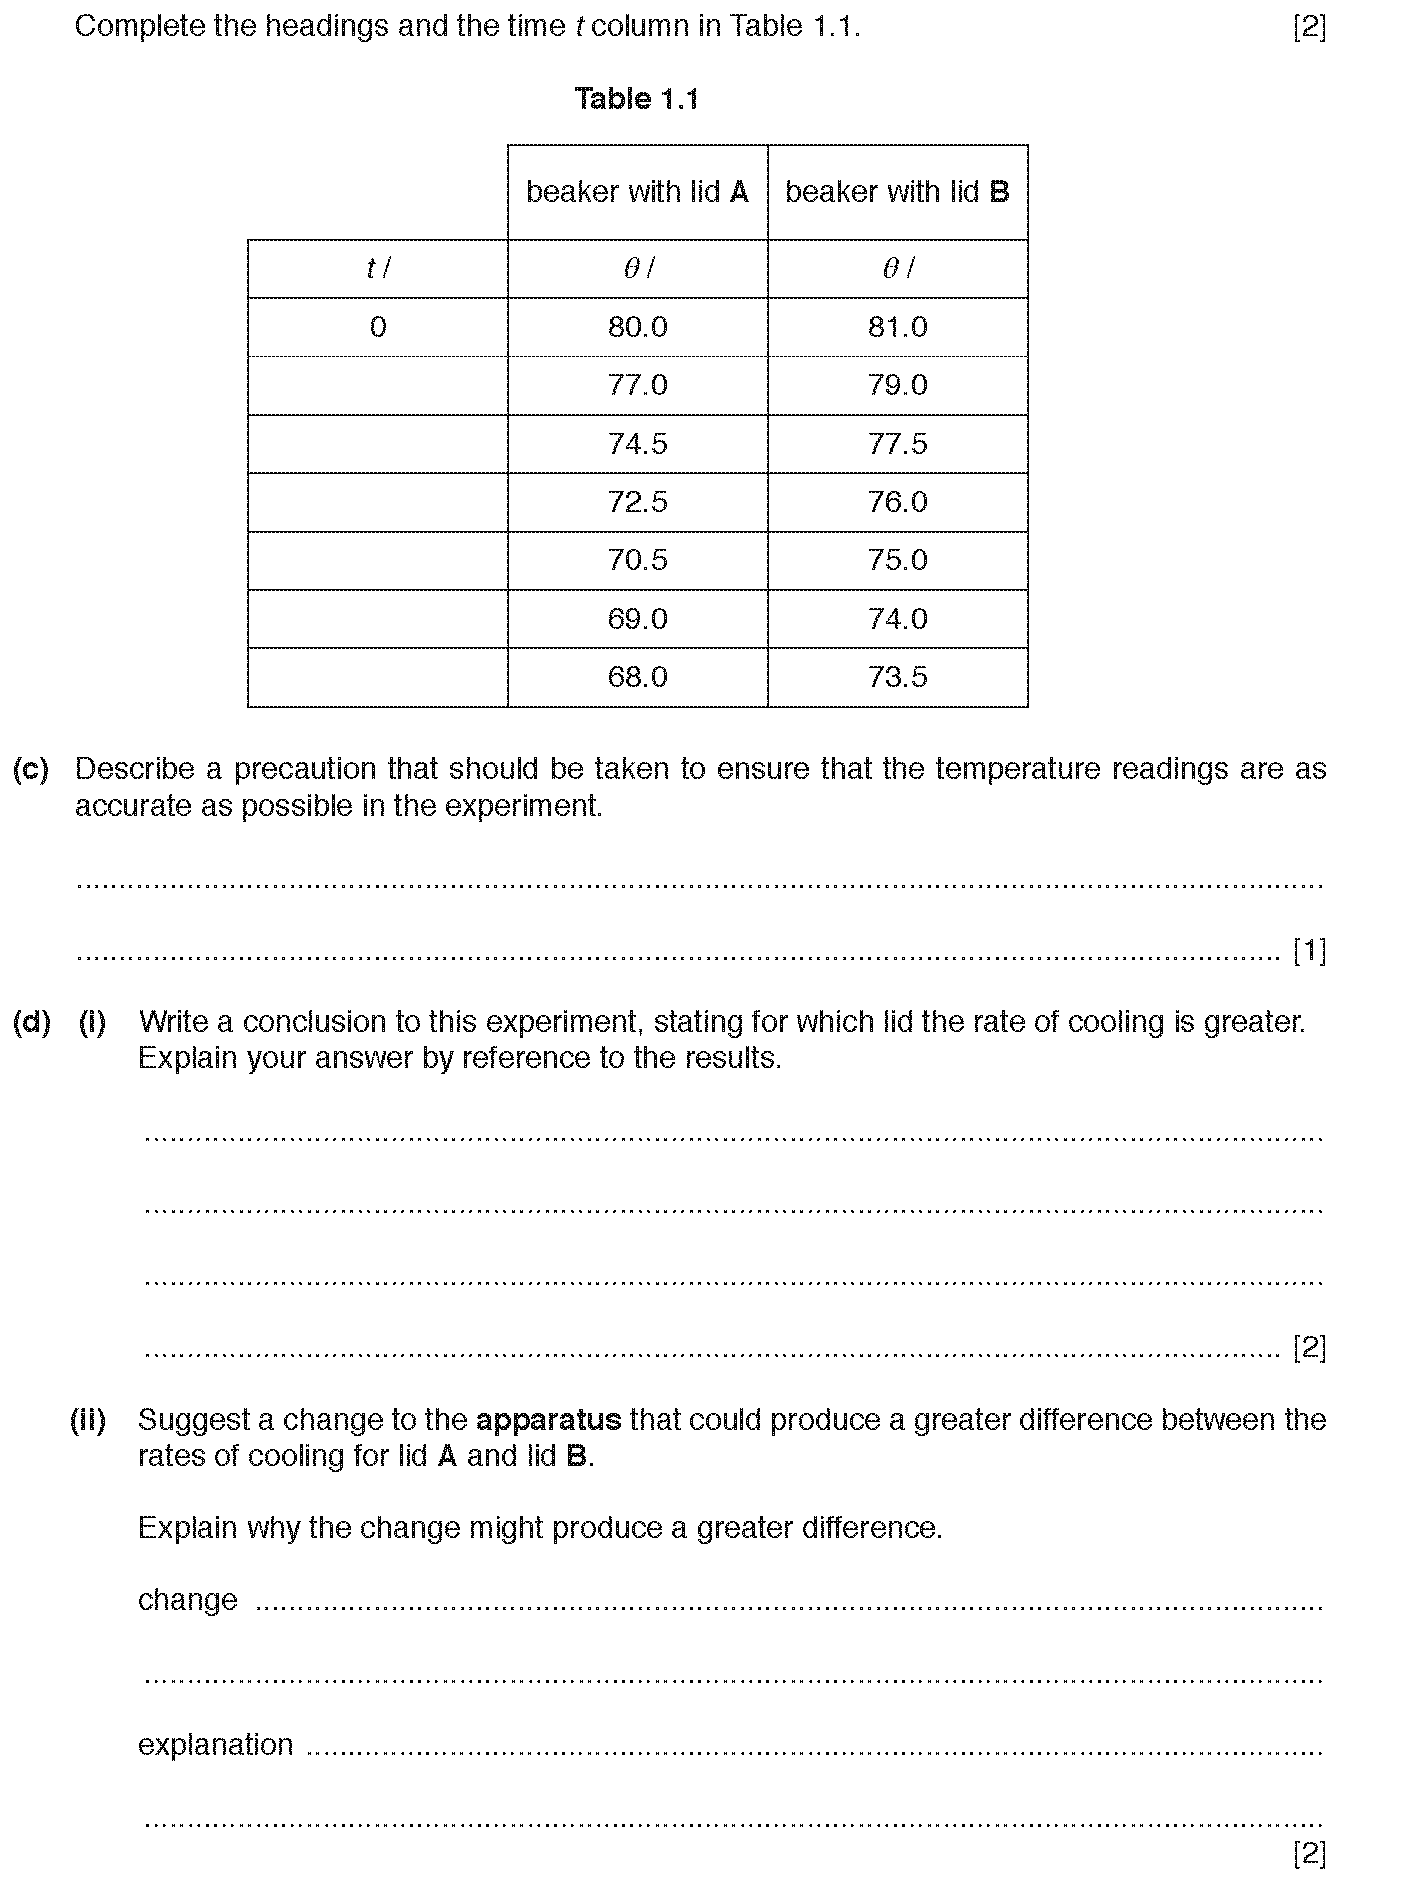 Complete the headings and the time t column in Table 1.1. [2]
Table 1.1
beaker with lid A beaker with lid B
t / θ / θ /
0 80.0 81.0
77.0 79.0
74.5 77.5
72.5 76.0
70.5 75.0
69.0 74.0
68.0 73.5
(c) Describe a precaution that should be taken to ensure that the temperature readings are as
accurate as possible in the experiment.
[1]
(d) (i) Write a conclusion to this experiment, stating for which lid the rate of cooling is greater.
Explain your answer by reference to the results.
[2]
(ii) Suggest a change to the apparatus that could produce a greater difference between the
rates of cooling for lid A and lid B.
Explain why the change might produce a greater difference.
change
explanation
[2]